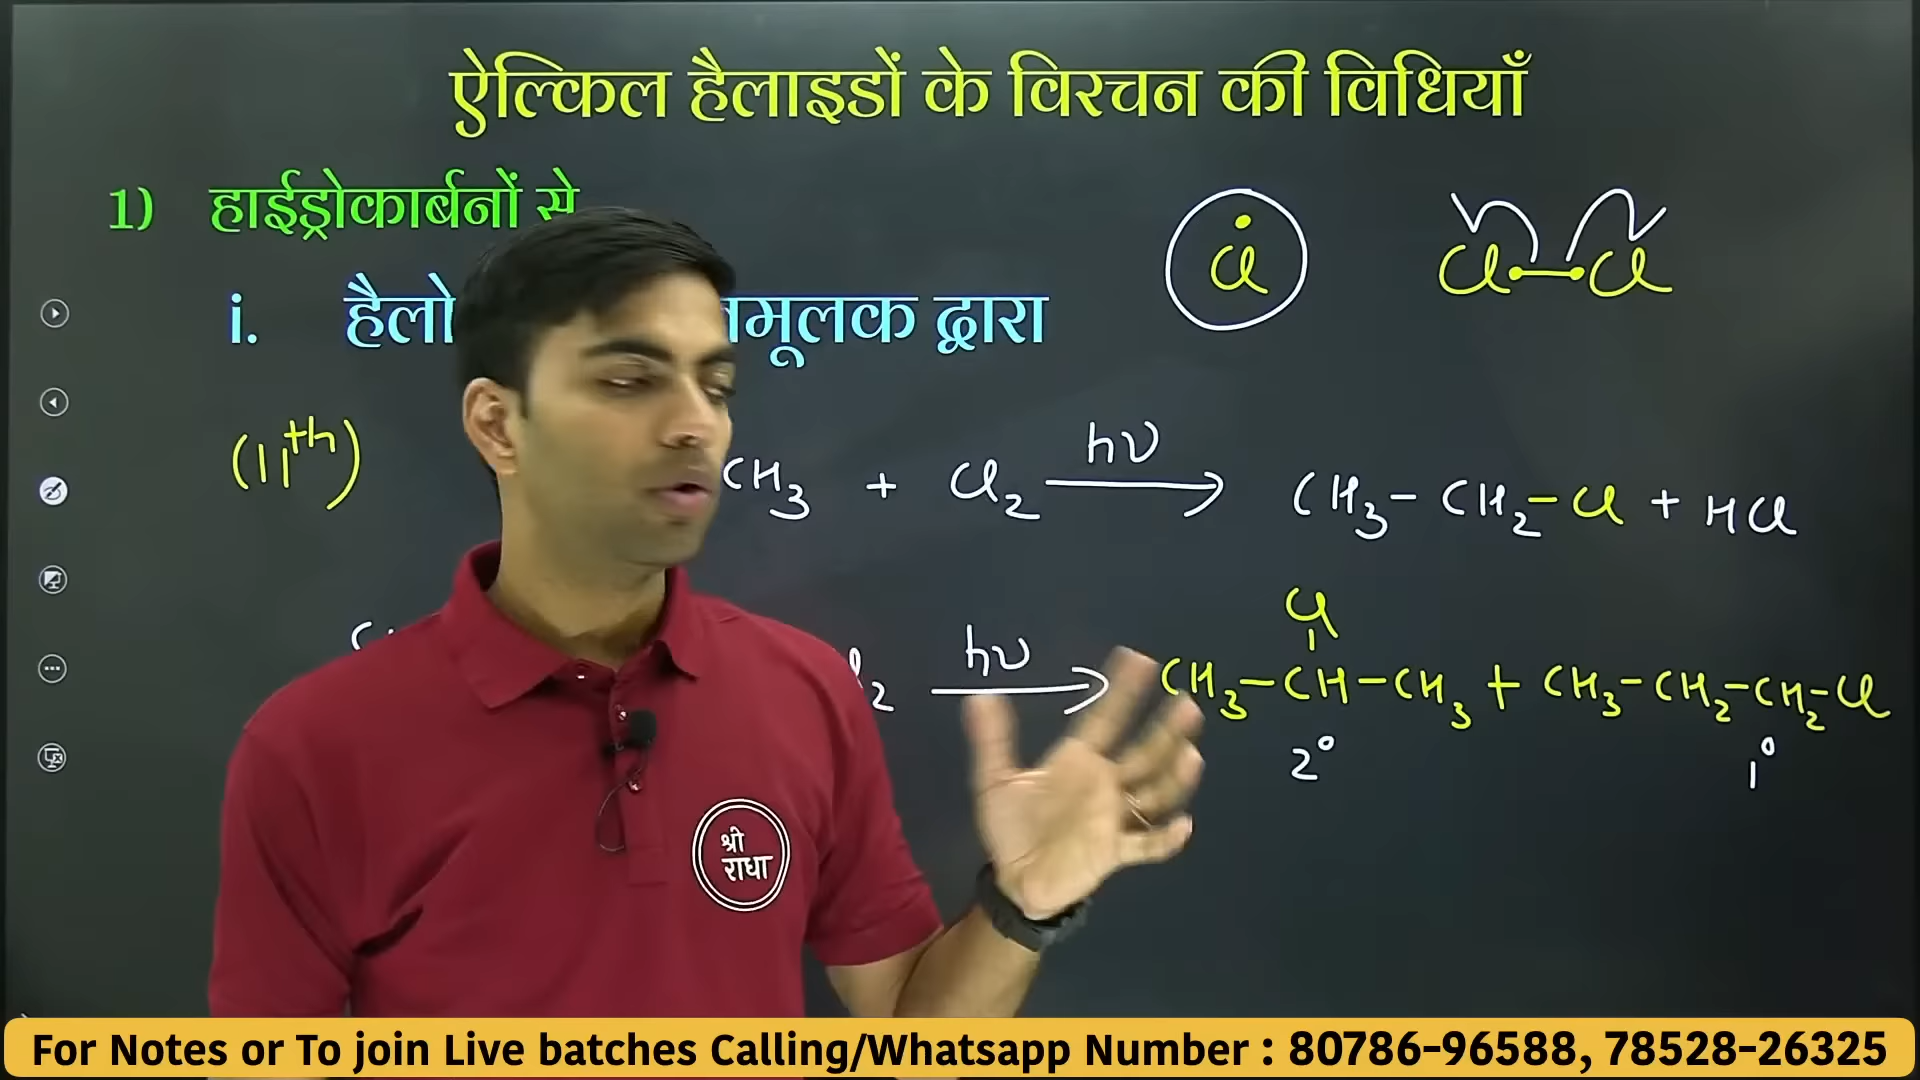 ऐल्किल हैलाइडों के विरचन की विधियाँ
1) हाईड्रोकार्बनों से
i. द्वारा
Cl
Cl-Cl
(11th)
CH3 + Cl2 hν → CH3-CH2-Cl + HCl
Cl
hν → CH3-CH-CH3 + CH3-CH2-CH2-Cl
2° 1°
श्री
राधा
For Notes or To join Live batches Calling/Whatsapp Number : 80786-96588, 78528-26325